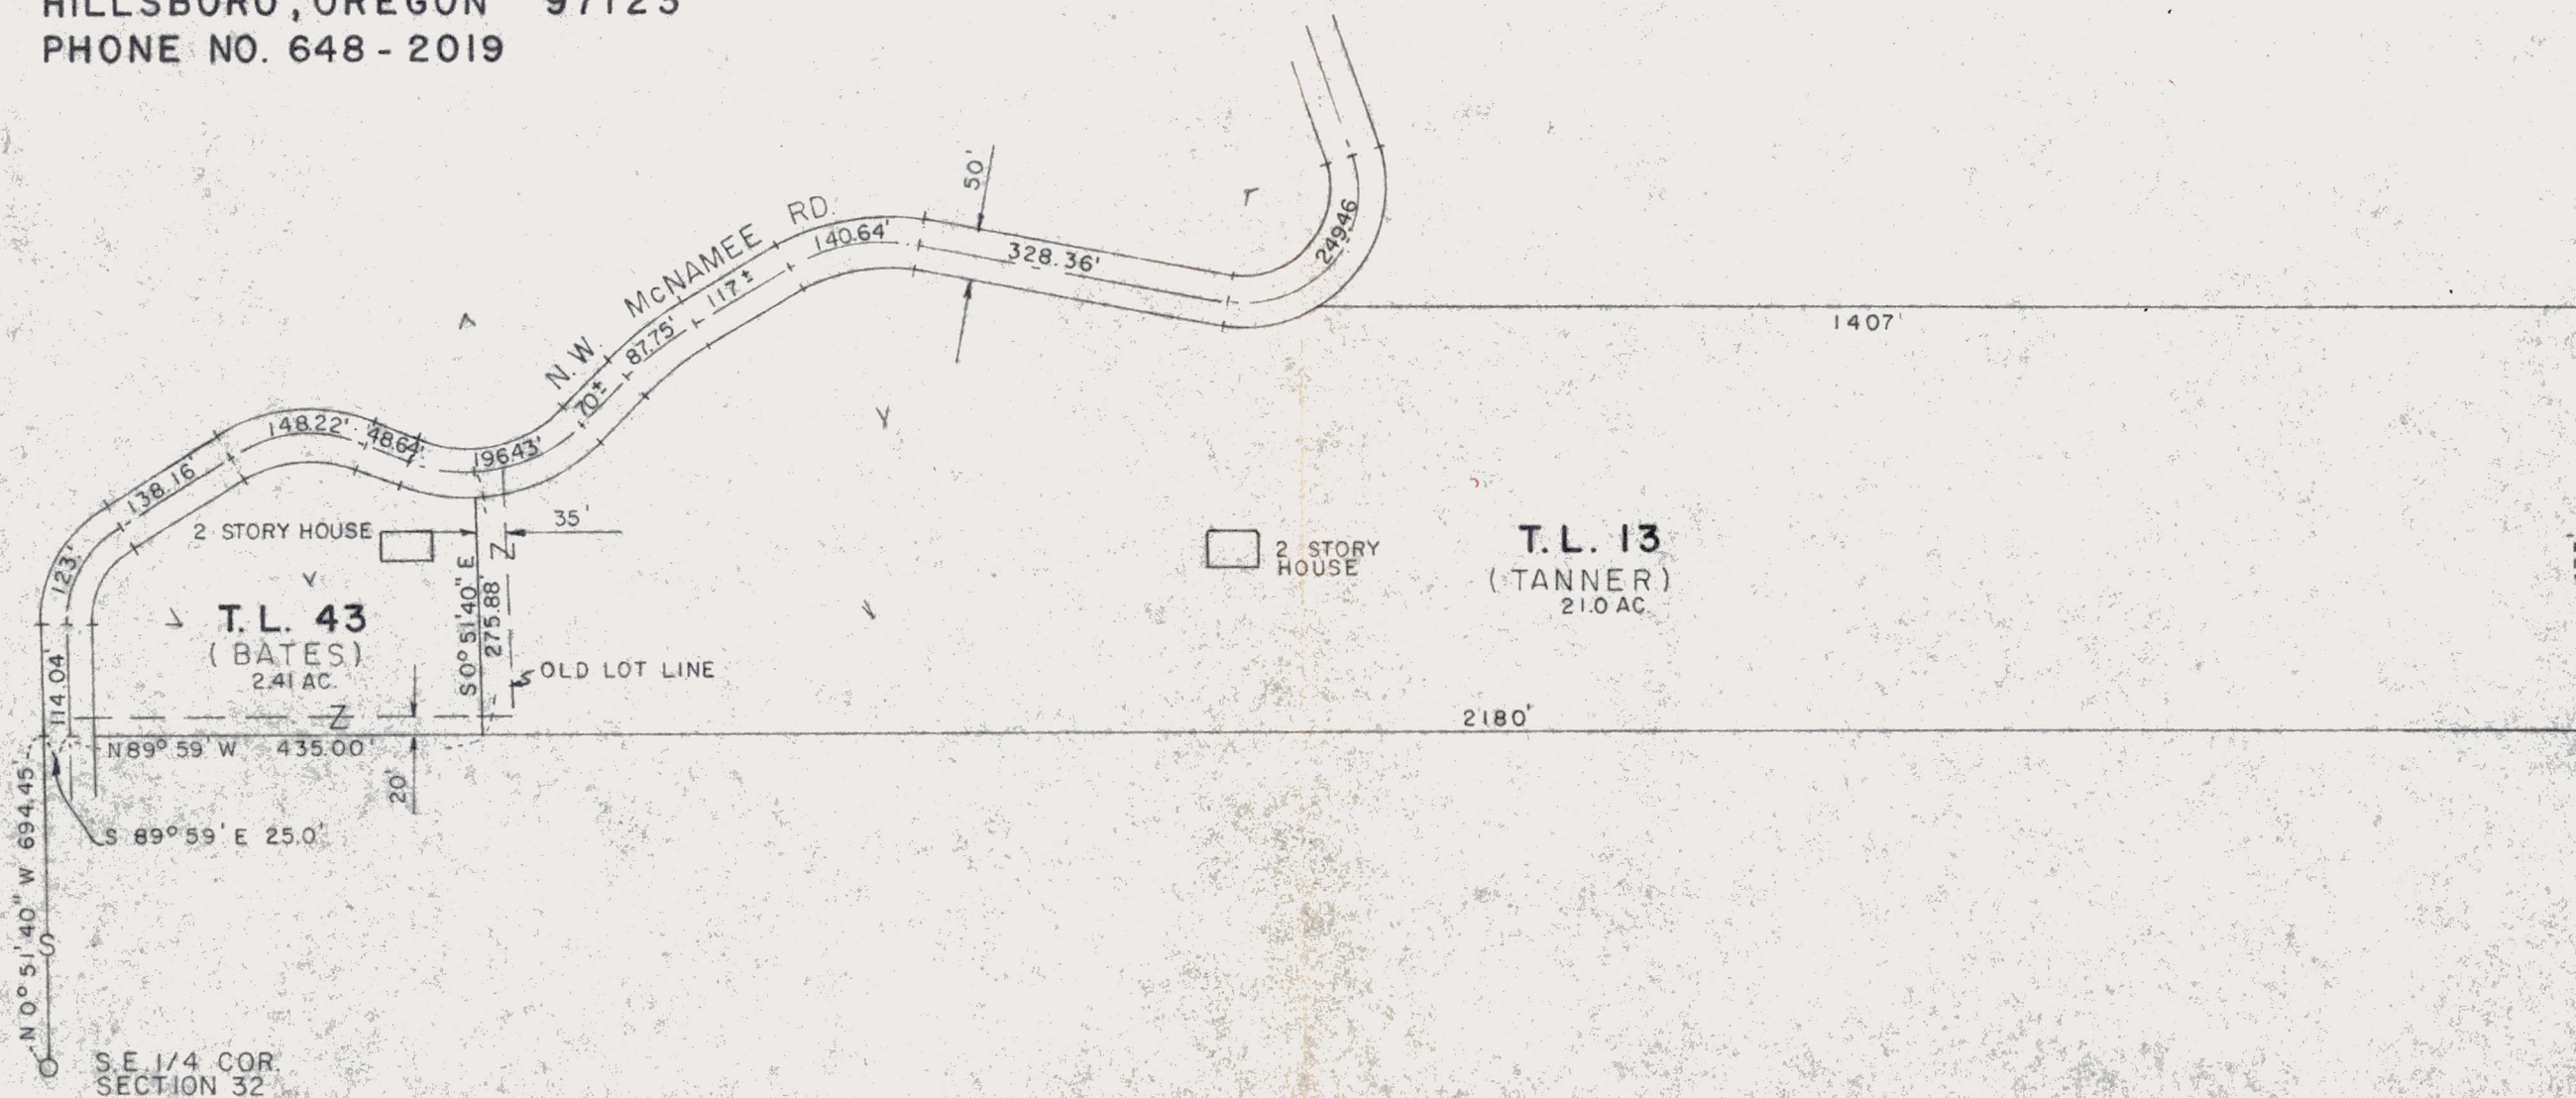 HILLSBORO, OREGON 97123
PHONE NO. 648-2019
50'
N.W. McNAMEE RD.
140.64'
328.36'
249.46
117±
87.75'
70±
1407'
148.22'
48.64'
196.43'
138.16'
123'
2 STORY HOUSE
35'
T.L. 43
(BATES)
2.41 AC.
S 0° 51' 40" E
275.88'
OLD LOT LINE
2 STORY
HOUSE
T.L. 13
(TANNER)
21.0 AC.
114.04'
2180'
N 89° 59' W 435.00'
20'
S 89° 59' E 25.0'
N 0° 51' 40" W 694.45'
S.E. 1/4 COR.
SECTION 32